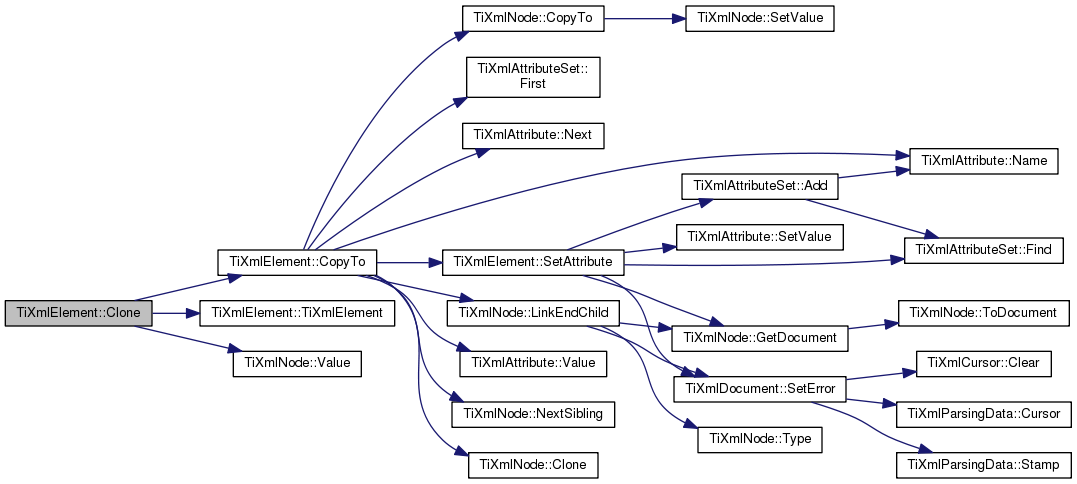 TiXmlNode::CopyTo
TiXmlNode::SetValue
TiXmlAttributeSet::
First
TiXmlAttribute::Next
TiXmlAttribute::Name
TiXmlAttributeSet::Add
TiXmlAttribute::SetValue
TiXmlAttributeSet::Find
TiXmlElement::CopyTo
TiXmlElement::SetAttribute
TiXmlElement::Clone
TiXmlElement::TiXmlElement
TiXmlNode::LinkEndChild
TiXmlNode::ToDocument
TiXmlNode::GetDocument
TiXmlNode::Value
TiXmlAttribute::Value
TiXmlCursor::Clear
TiXmlDocument::SetError
TiXmlNode::NextSibling
TiXmlParsingData::Cursor
TiXmlNode::Type
TiXmlNode::Clone
TiXmlParsingData::Stamp